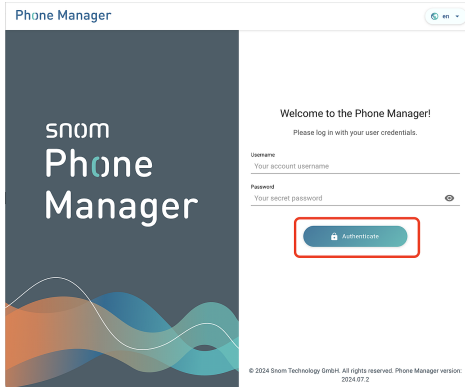 Phone Manager
en
snom
Phone
Manager
Welcome to the Phone Manager!
Please log in with your user credentials.
Username
Your account username
Password
Your secret password
Authenticate
© 2024 Snom Technology GmbH. All rights reserved. Phone Manager version:
2024.07.2